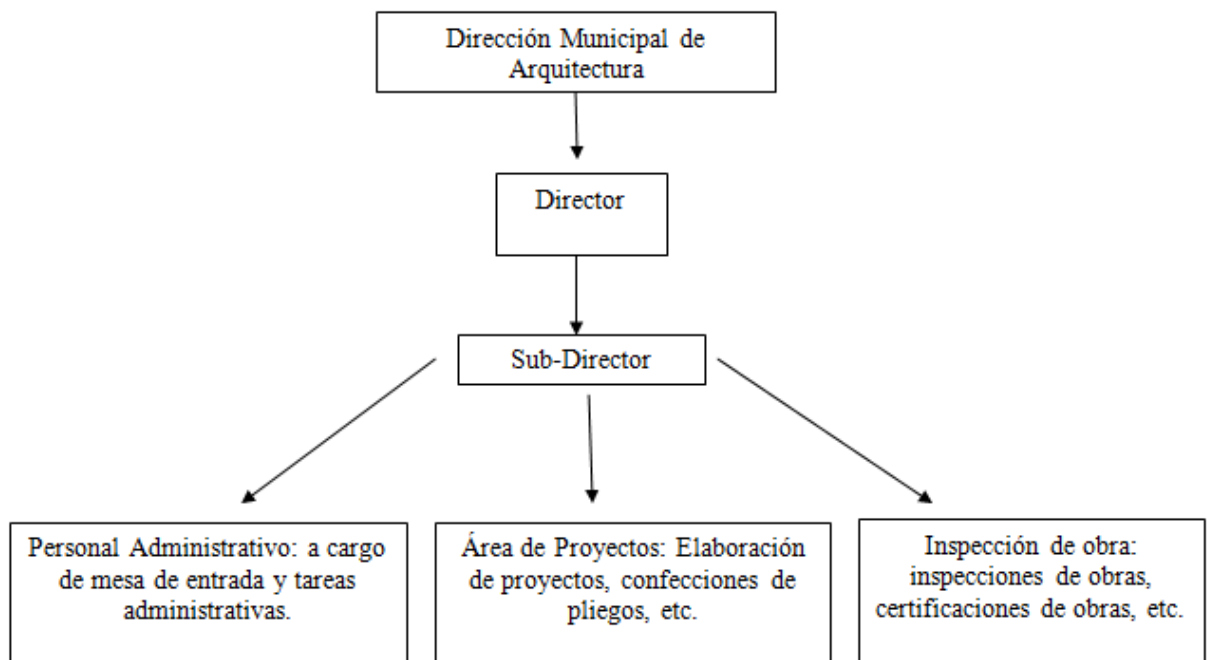 Dirección Municipal de
Arquitectura
Director
Sub-Director
Personal Administrativo: a cargo
de mesa de entrada y tareas
administrativas.
Área de Proyectos: Elaboración
de proyectos, confecciones de
pliegos, etc.
Inspección de obra:
inspecciones de obras,
certificaciones de obras, etc.